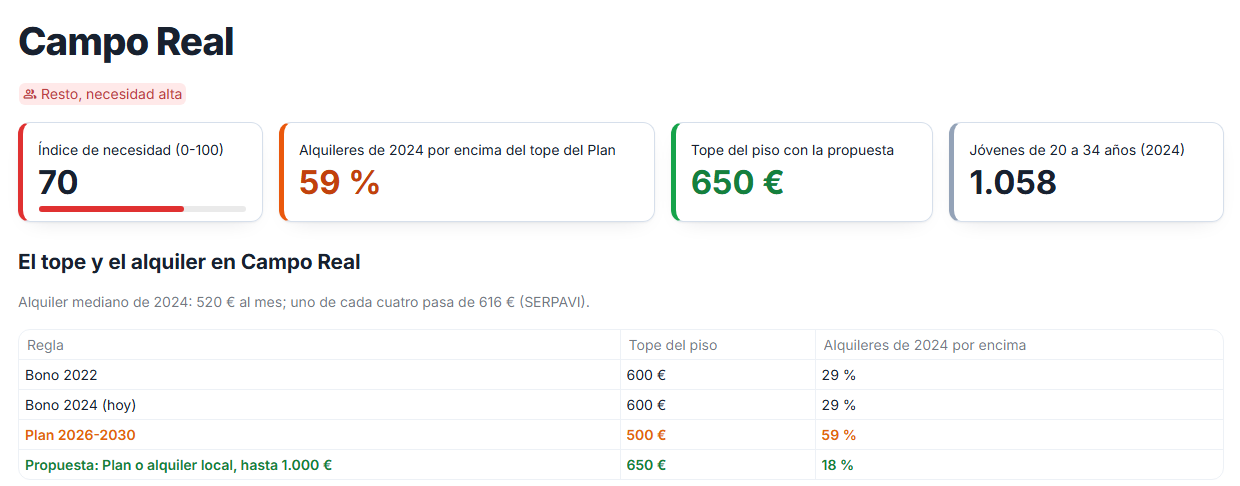 Campo Real
Resto, necesidad alta
Índice de necesidad (0-100)
70
Alquileres de 2024 por encima del tope del Plan
59 %
Tope del piso con la propuesta
650 €
Jóvenes de 20 a 34 años (2024)
1.058
El tope y el alquiler en Campo Real
Alquiler mediano de 2024: 520 € al mes; uno de cada cuatro pasa de 616 € (SERPAVI).
Regla Tope del piso Alquileres de 2024 por encima
Bono 2022 600 € 29 %
Bono 2024 (hoy) 600 € 29 %
Plan 2026-2030 500 € 59 %
Propuesta: Plan o alquiler local, hasta 1.000 € 650 € 18 %